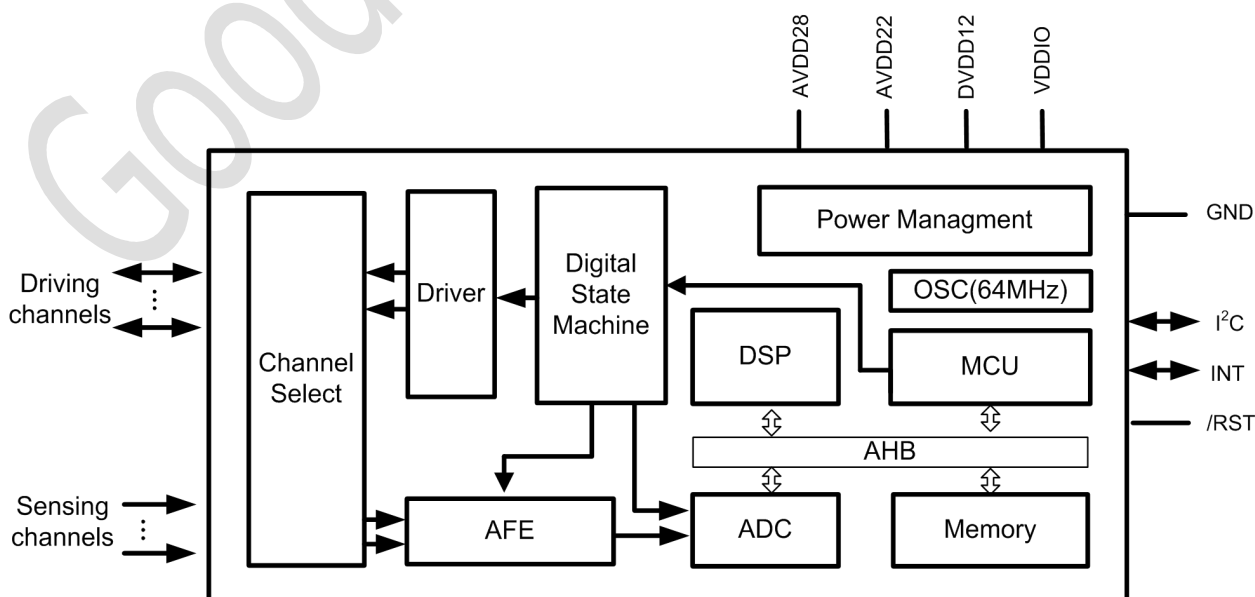 Good
AVDD28
AVDD22
DVDD12
VDDIO
Power Managment
GND
Driving
channels
Driver
Digital
State
Machine
OSC(64MHz)
I²C
Channel
Select
DSP
MCU
INT
/RST
AHB
Sensing
channels
AFE
ADC
Memory